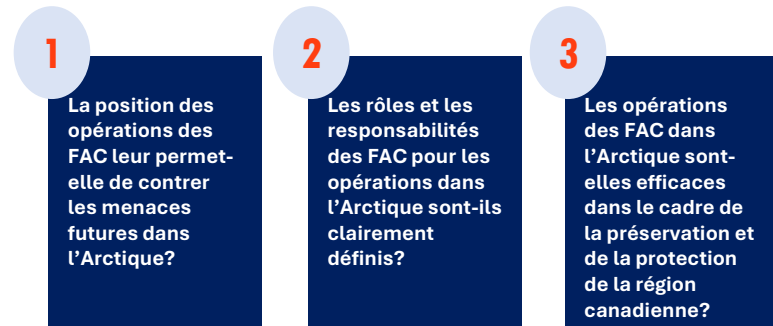 1
La position des
opérations des
FAC leur permet-
elle de contrer
les menaces
futures dans
l’Arctique?
2
Les rôles et les
responsabilités
des FAC pour les
opérations dans
l’Arctique sont-ils
clairement
définis?
3
Les opérations
des FAC dans
l’Arctique sont-
elles efficaces
dans le cadre de
la préservation et
de la protection
de la région
canadienne?